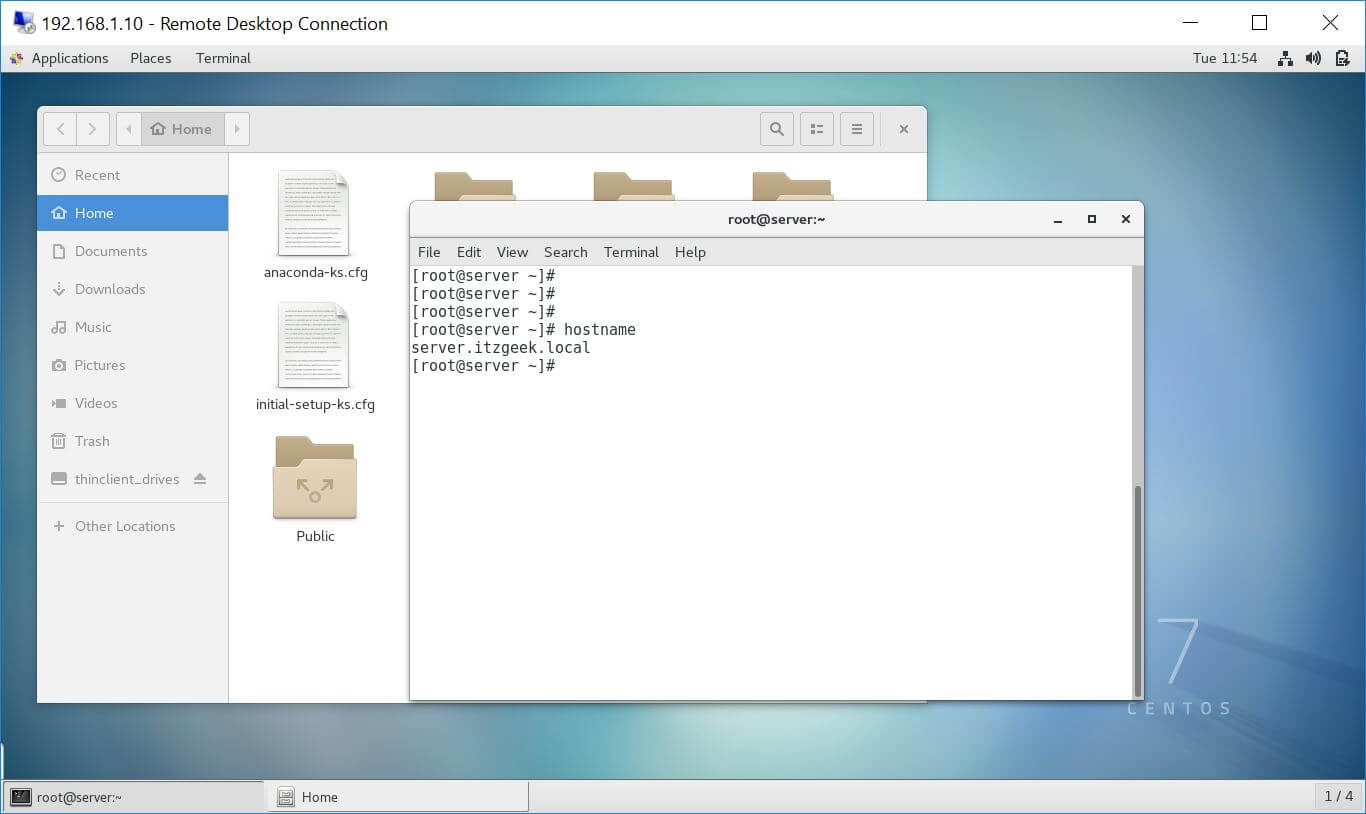 192.168.1.10 - Remote Desktop Connection
Applications Places Terminal Tue 11:54
Home
Recent
Home
Documents
Downloads
Music
Pictures
Videos
Trash
thinclient_drives
Other Locations
anaconda-ks.cfg
initial-setup-ks.cfg
Public
root@server:~
File Edit View Search Terminal Help
[root@server ~]#
[root@server ~]#
[root@server ~]#
[root@server ~]# hostname
server.itzgeek.local
[root@server ~]#
7
CENTOS
root@server:~ Home 1 / 4